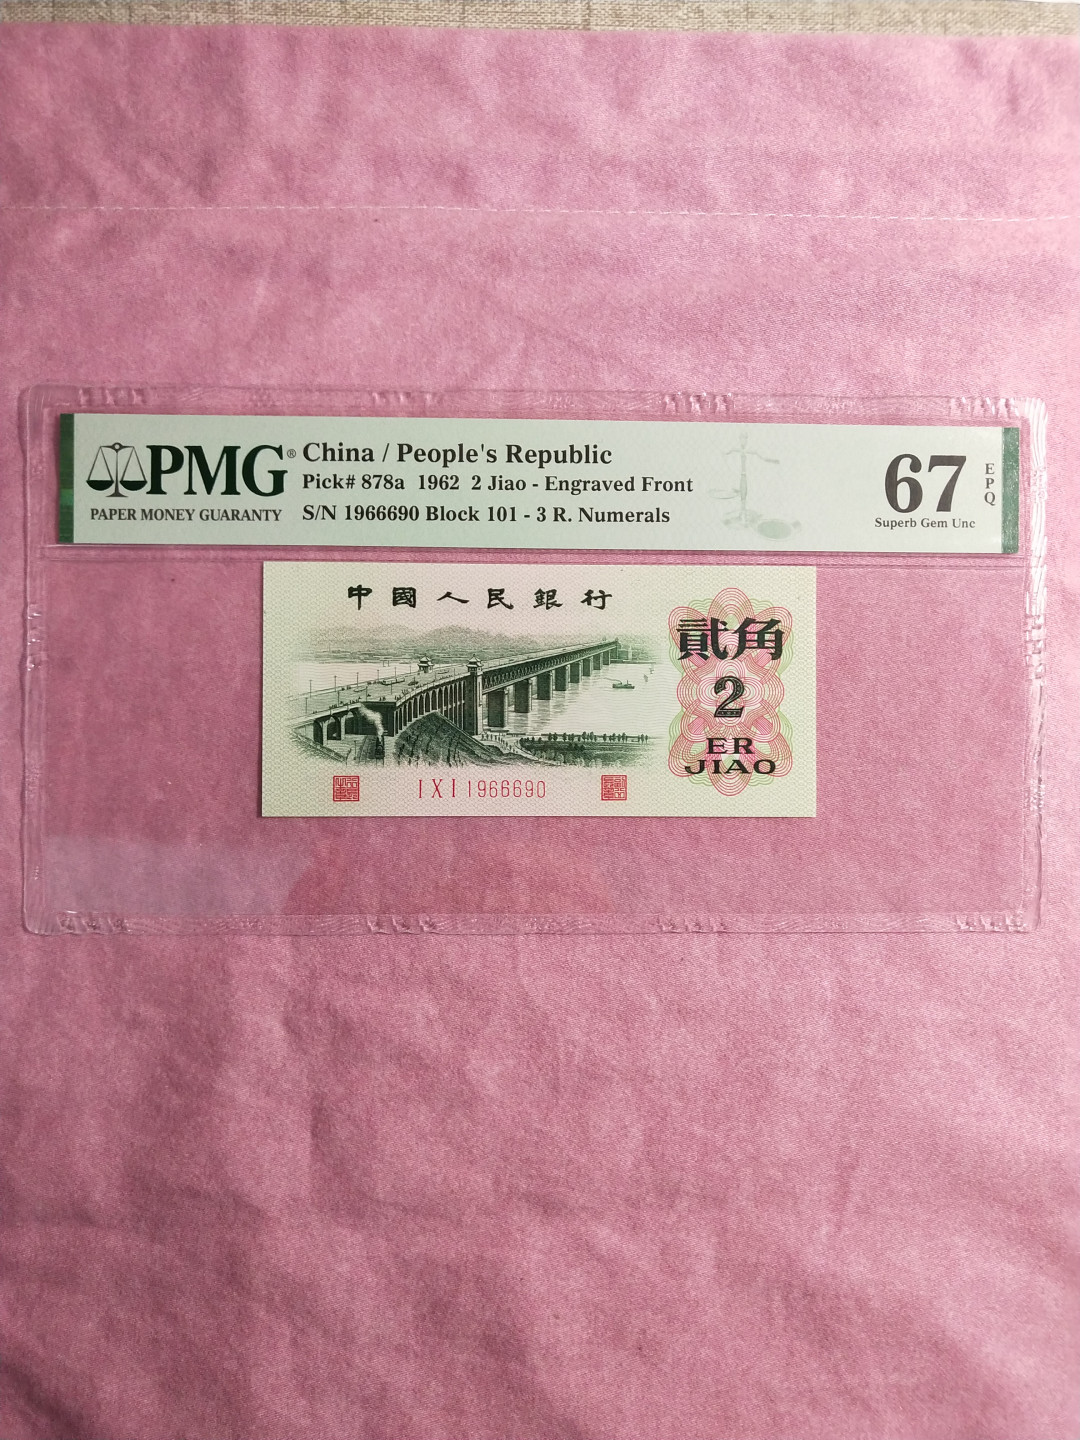 PMG®
PAPER MONEY GUARANTY
China / People's Republic
Pick# 878a 1962 2 Jiao - Engraved Front
S/N 1966690 Block 101 - 3 R. Numerals
67
EPQ
Superb Gem Unc
中國人民銀行
貳角
2
ER
JIAO
I X I 1966690